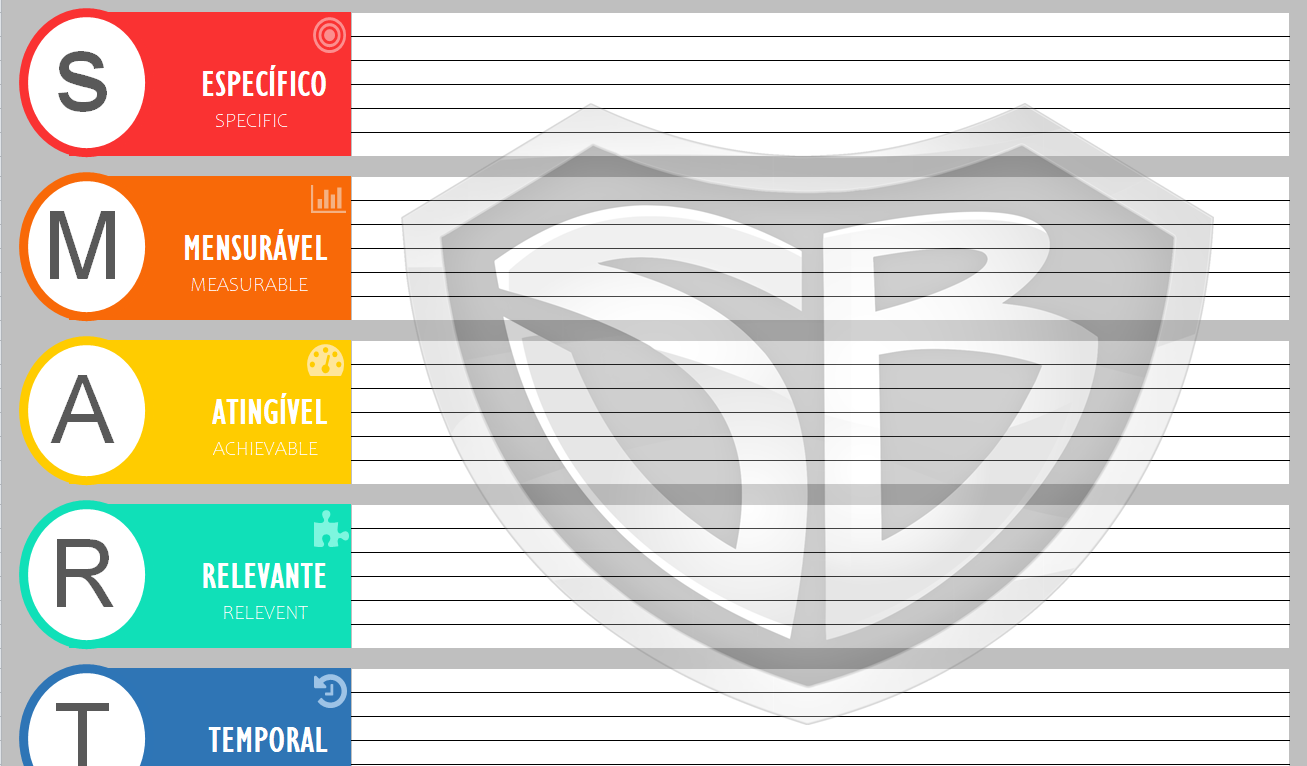 S
ESPECÍFICO
SPECIFIC
M
MENSURÁVEL
MEASURABLE
A
ATINGÍVEL
ACHIEVABLE
R
RELEVANTE
RELEVENT
T
TEMPORAL
SB